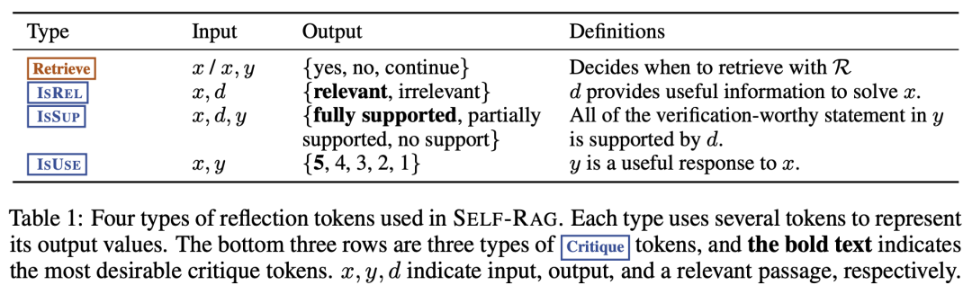 Type Input Output Definitions
Retrieve x / x, y {yes, no, continue} Decides when to retrieve with R
ISREL x, d {relevant, irrelevant} d provides useful information to solve x.
ISSUP x, d, y {fully supported, partially All of the verification-worthy statement in y
supported, no support} is supported by d.
ISUSE x, y {5, 4, 3, 2, 1} y is a useful response to x.
Table 1: Four types of reflection tokens used in SELF-RAG. Each type uses several tokens to represent
its output values. The bottom three rows are three types of Critique tokens, and the bold text indicates
the most desirable critique tokens. x, y, d indicate input, output, and a relevant passage, respectively.